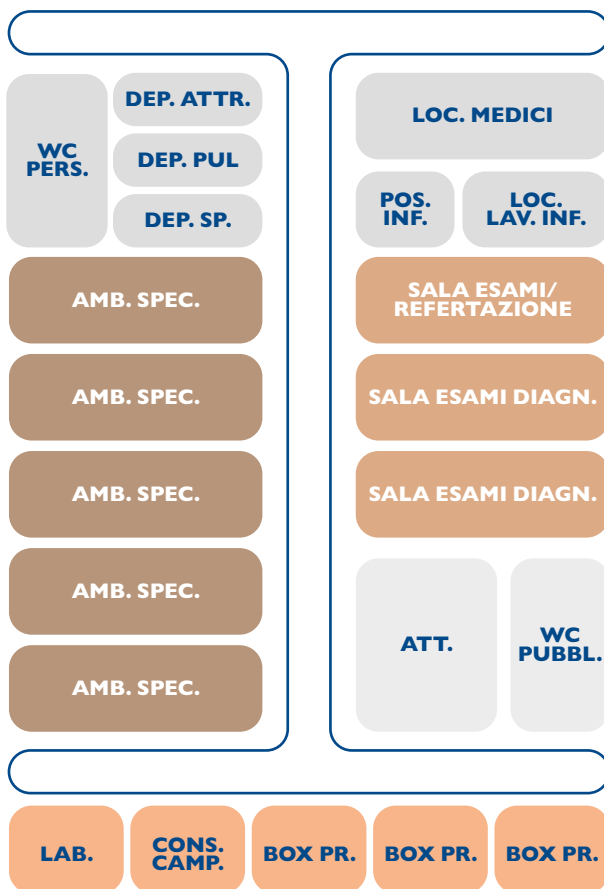 WC
PERS.
DEP. ATTR.
DEP. PUL
DEP. SP.
LOC. MEDICI
POS.
INF.
LOC.
LAV. INF.
AMB. SPEC.
AMB. SPEC.
AMB. SPEC.
AMB. SPEC.
AMB. SPEC.
SALA ESAMI/
REFERTAZIONE
SALA ESAMI DIAGN.
SALA ESAMI DIAGN.
ATT.
WC
PUBBL.
LAB.
CONS.
CAMP.
BOX PR.
BOX PR.
BOX PR.